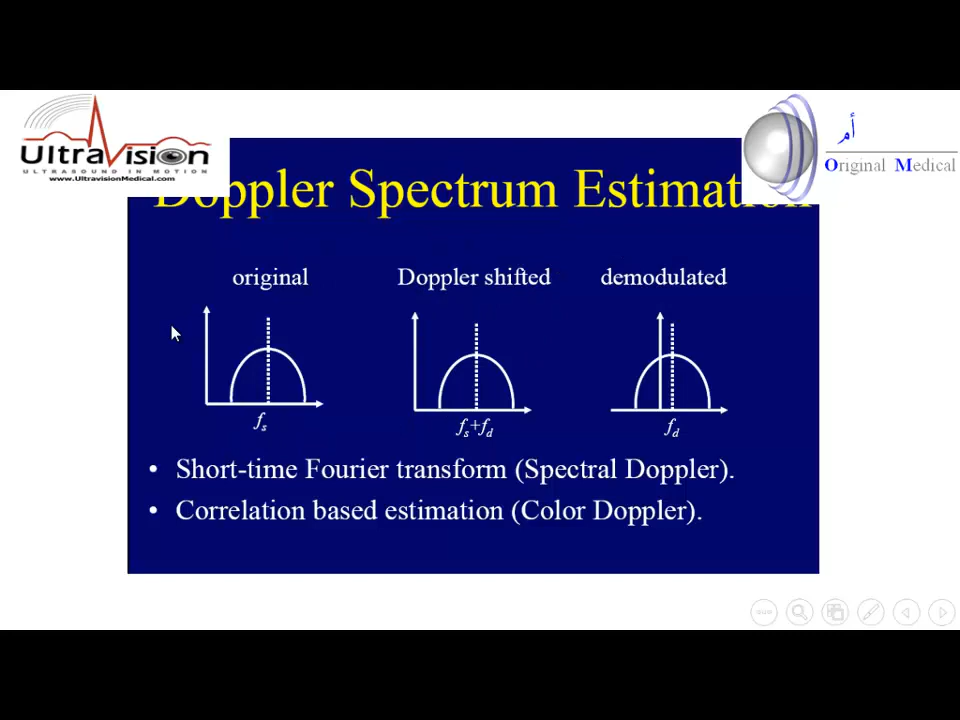 UltraVision
ULTRASOUND IN MOTION
www.UltravisionMedical.com
أم
Original Medical
Doppler Spectrum Estimation
original
Doppler shifted
demodulated
fs
fs+fd
fd
• Short-time Fourier transform (Spectral Doppler).
• Correlation based estimation (Color Doppler).